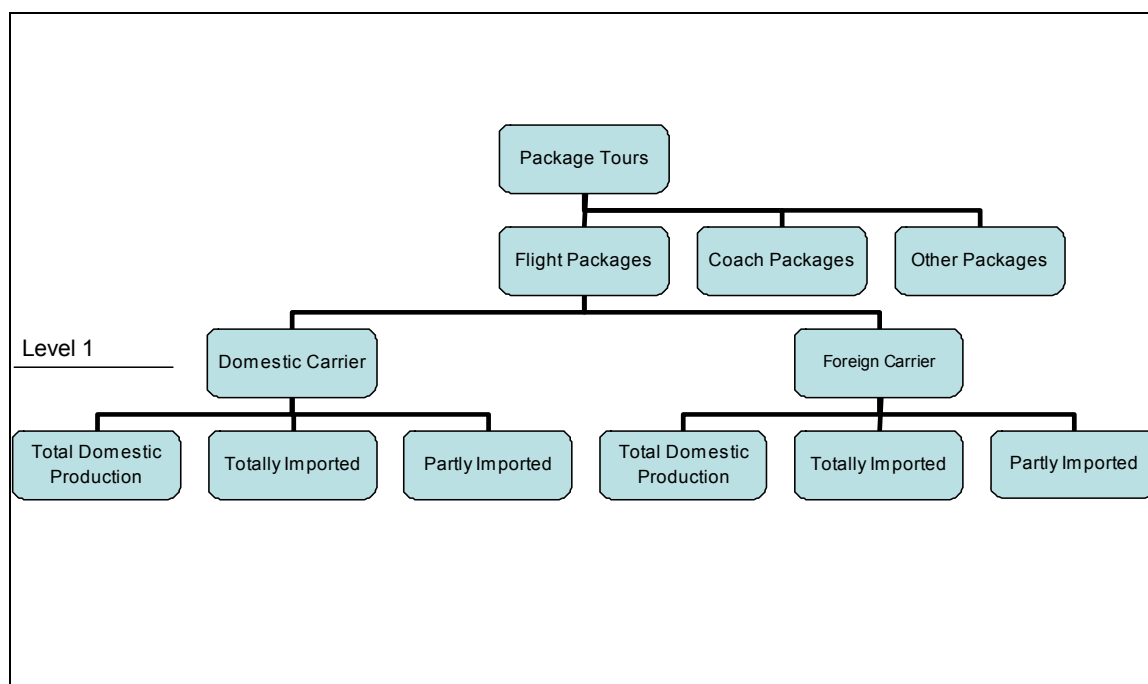 Package Tours
Flight Packages
Coach Packages
Other Packages
Level 1
Domestic Carrier
Foreign Carrier
Total Domestic
Production
Totally Imported
Partly Imported
Total Domestic
Production
Totally Imported
Partly Imported